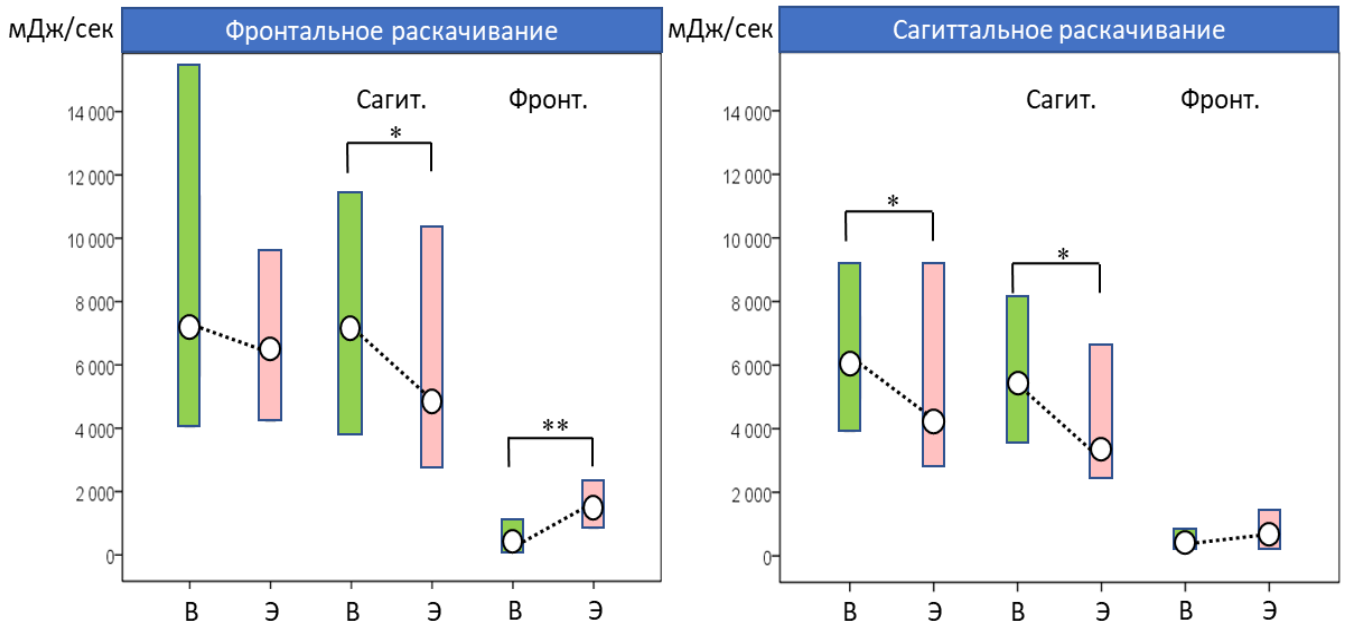 мДж/сек
Фронтальное раскачивание
14 000
12 000
10 000
8 000
6 000
4 000
2 000
0
Сагит.
Фронт.
*
**
В Э В Э В Э
мДж/сек
Сагиттальное раскачивание
14 000
12 000
10 000
8 000
6 000
4 000
2 000
0
Сагит.
Фронт.
*
*
В Э В Э В Э